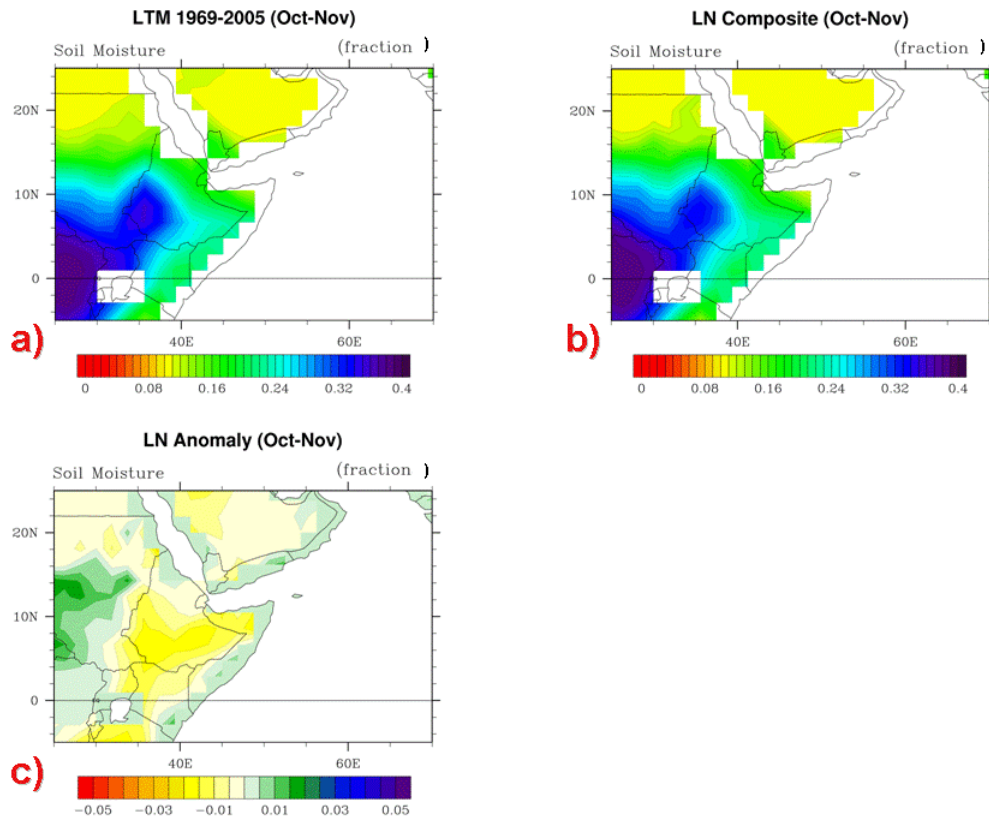 LTM 1969-2005 (Oct-Nov)
Soil Moisture (fraction )
20N
10N
0
40E 60E
a)
0 0.08 0.16 0.24 0.32 0.4
LN Composite (Oct-Nov)
Soil Moisture (fraction )
20N
10N
0
40E 60E
b)
0 0.08 0.16 0.24 0.32 0.4
LN Anomaly (Oct-Nov)
Soil Moisture (fraction )
20N
10N
0
40E 60E
c)
−0.05 −0.03 −0.01 0.01 0.03 0.05